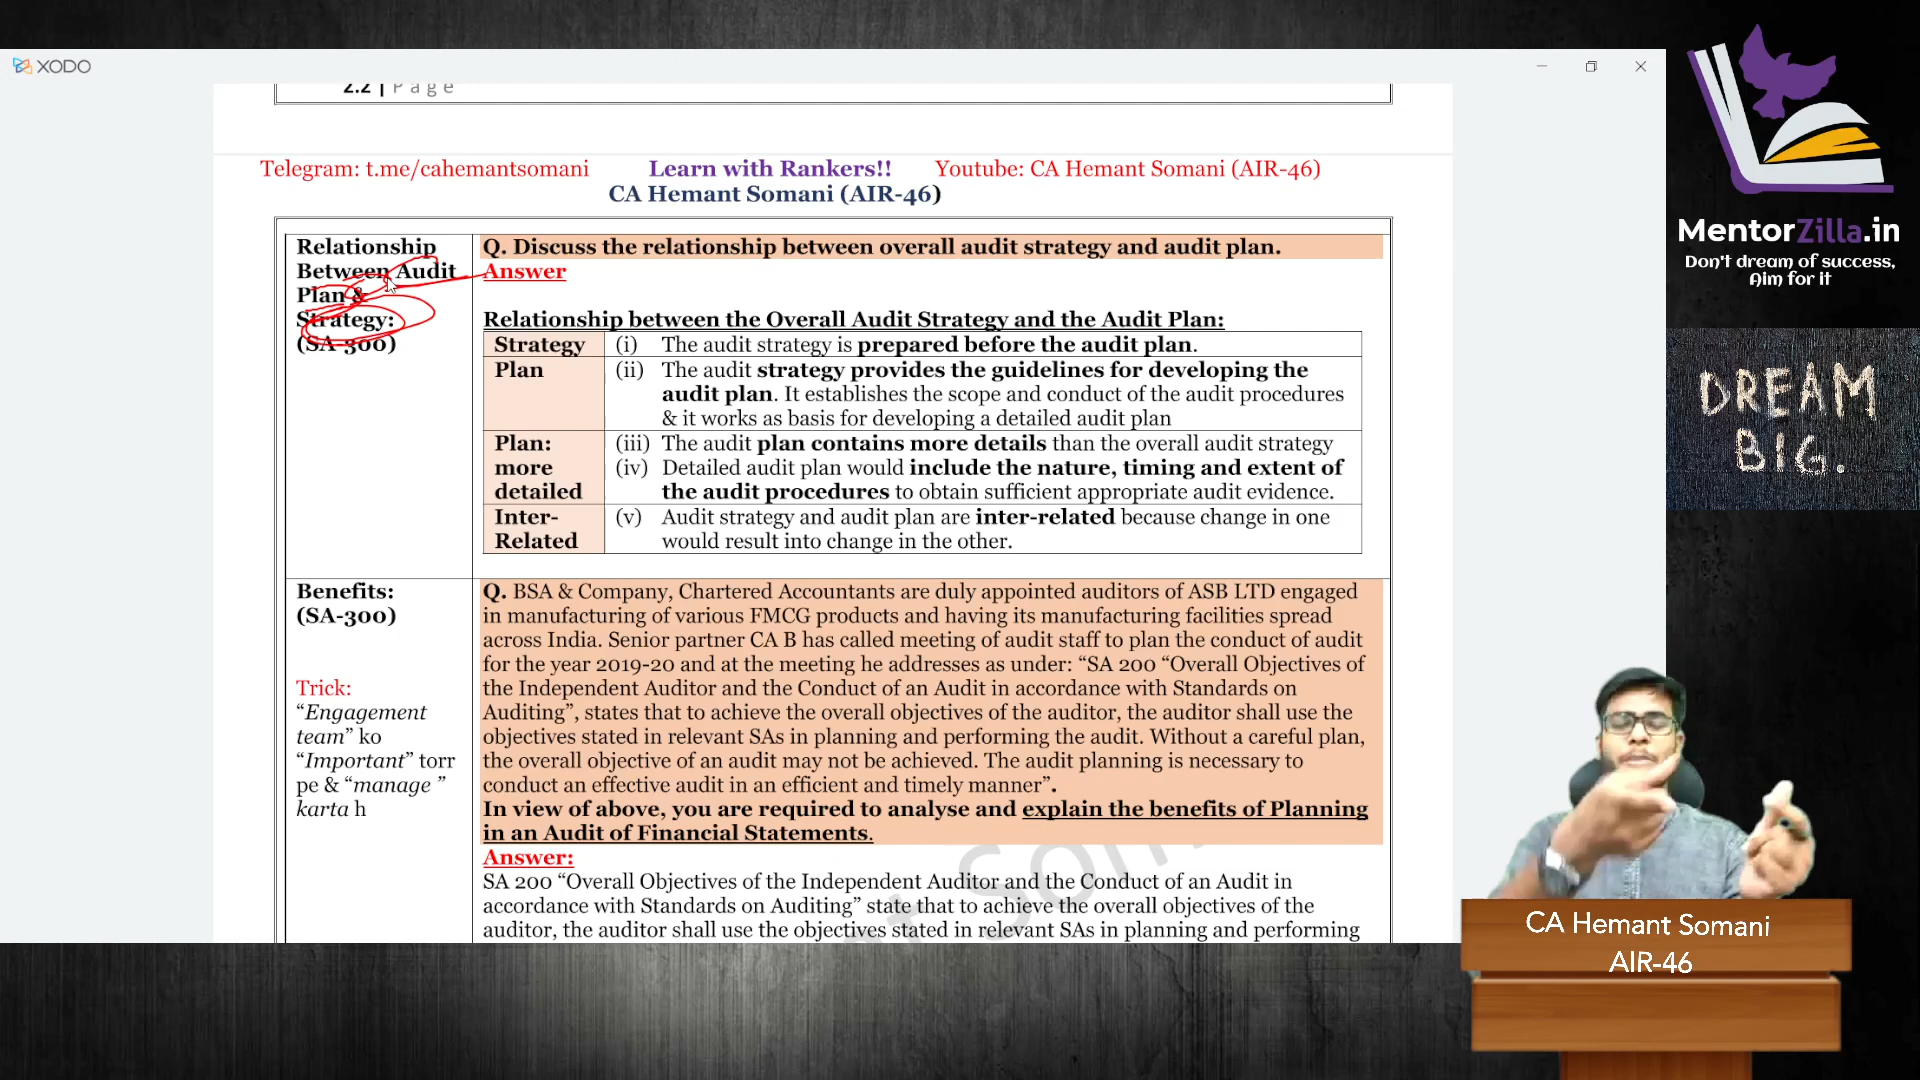 XODO
2.2 | Page
Telegram: t.me/cahemantsomani Learn with Rankers!! Youtube: CA Hemant Somani (AIR-46)
CA Hemant Somani (AIR-46)
Relationship
Between Audit
Plan &
Strategy:
(SA-300)
Q. Discuss the relationship between overall audit strategy and audit plan.
Answer
Relationship between the Overall Audit Strategy and the Audit Plan:
Strategy (i) The audit strategy is prepared before the audit plan.
Plan (ii) The audit strategy provides the guidelines for developing the
audit plan. It establishes the scope and conduct of the audit procedures
& it works as basis for developing a detailed audit plan
Plan: (iii) The audit plan contains more details than the overall audit strategy
more (iv) Detailed audit plan would include the nature, timing and extent of
detailed the audit procedures to obtain sufficient appropriate audit evidence.
Inter- (v) Audit strategy and audit plan are inter-related because change in one
Related would result into change in the other.
Benefits:
(SA-300)
Trick:
“Engagement
team” ko
“Important” torr
pe & “manage ”
karta h
Q. BSA & Company, Chartered Accountants are duly appointed auditors of ASB LTD engaged
in manufacturing of various FMCG products and having its manufacturing facilities spread
across India. Senior partner CA B has called meeting of audit staff to plan the conduct of audit
for the year 2019-20 and at the meeting he addresses as under: “SA 200 “Overall Objectives of
the Independent Auditor and the Conduct of an Audit in accordance with Standards on
Auditing”, states that to achieve the overall objectives of the auditor, the auditor shall use the
objectives stated in relevant SAs in planning and performing the audit. Without a careful plan,
the overall objective of an audit may not be achieved. The audit planning is necessary to
conduct an effective audit in an efficient and timely manner”.
In view of above, you are required to analyse and explain the benefits of Planning
in an Audit of Financial Statements.
Answer:
SA 200 “Overall Objectives of the Independent Auditor and the Conduct of an Audit in
accordance with Standards on Auditing” state that to achieve the overall objectives of the
auditor, the auditor shall use the objectives stated in relevant SAs in planning and performing
MentorZilla.in
Don't dream of success,
Aim for it
DREAM
BIG.
CA Hemant Somani
AIR-46